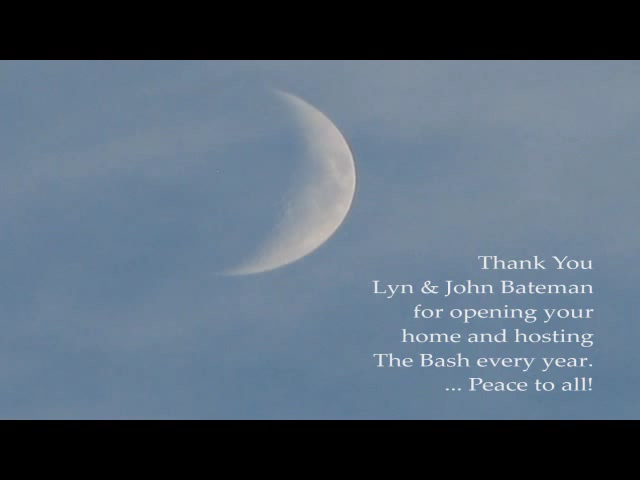 Thank You
Lyn & John Bateman
for opening your
home and hosting
The Bash every year.
... Peace to all!